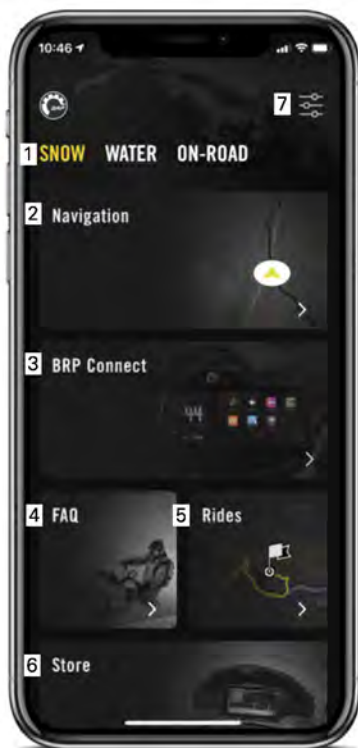 10:46
7
1 SNOW WATER ON-ROAD
2 Navigation
3 BRP Connect
44
4 FAQ
5 Rides
6 Store